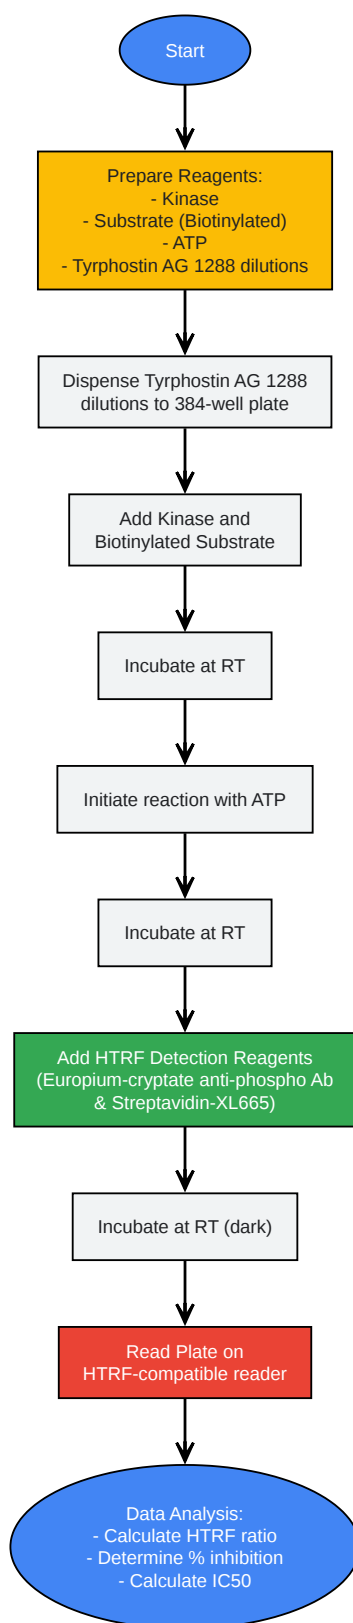 Start
Prepare Reagents:
- Kinase
- Substrate (Biotinylated)
- ATP
- Tyrphostin AG 1288 dilutions
Dispense Tyrphostin AG 1288
dilutions to 384-well plate
Add Kinase and
Biotinylated Substrate
Incubate at RT
Initiate reaction with ATP
Incubate at RT
Add HTRF Detection Reagents
(Europium-cryptate anti-phospho Ab
& Streptavidin-XL665)
Incubate at RT (dark)
Read Plate on
HTRF-compatible reader
Data Analysis:
- Calculate HTRF ratio
- Determine % inhibition
- Calculate IC50